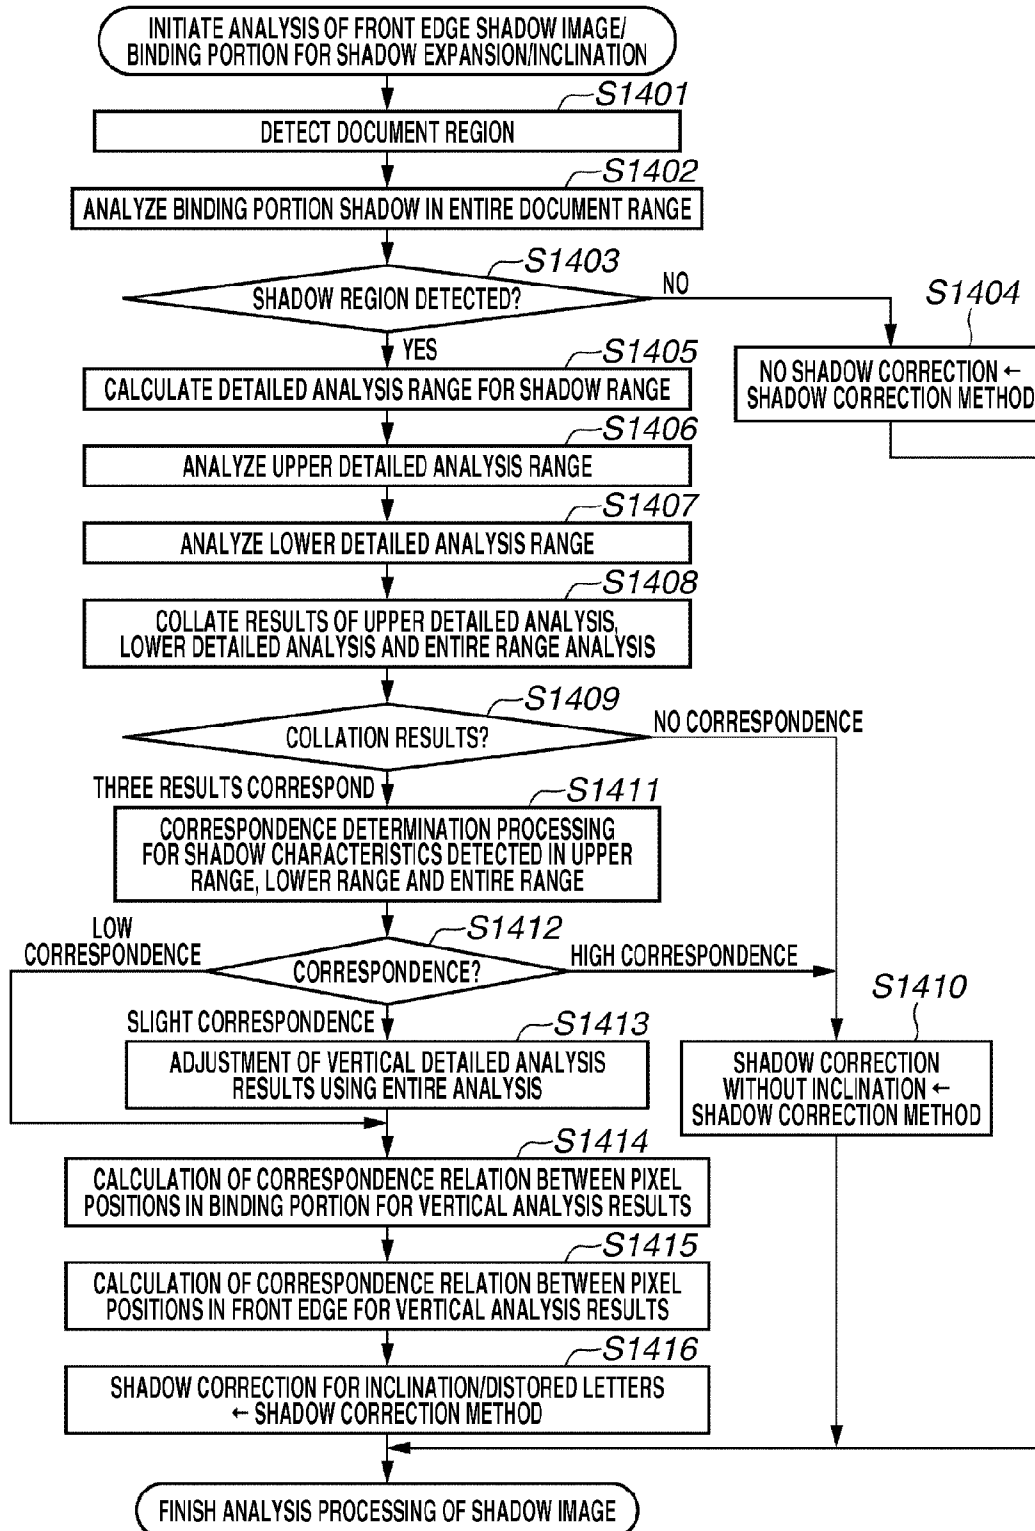 INITIATE ANALYSIS OF FRONT EDGE SHADOW IMAGE/
BINDING PORTION FOR SHADOW EXPANSION/INCLINATION
S1401
DETECT DOCUMENT REGION
S1402
ANALYZE BINDING PORTION SHADOW IN ENTIRE DOCUMENT RANGE
S1403
SHADOW REGION DETECTED?
NO
S1404
NO SHADOW CORRECTION ←
SHADOW CORRECTION METHOD
YES
S1405
CALCULATE DETAILED ANALYSIS RANGE FOR SHADOW RANGE
S1406
ANALYZE UPPER DETAILED ANALYSIS RANGE
S1407
ANALYZE LOWER DETAILED ANALYSIS RANGE
S1408
COLLATE RESULTS OF UPPER DETAILED ANALYSIS,
LOWER DETAILED ANALYSIS AND ENTIRE RANGE ANALYSIS
S1409
COLLATION RESULTS?
NO CORRESPONDENCE
THREE RESULTS CORRESPOND
S1411
CORRESPONDENCE DETERMINATION PROCESSING
FOR SHADOW CHARACTERISTICS DETECTED IN UPPER
RANGE, LOWER RANGE AND ENTIRE RANGE
LOW
CORRESPONDENCE
S1412
CORRESPONDENCE?
HIGH CORRESPONDENCE
SLIGHT CORRESPONDENCE
S1413
ADJUSTMENT OF VERTICAL DETAILED ANALYSIS
RESULTS USING ENTIRE ANALYSIS
S1410
SHADOW CORRECTION
WITHOUT INCLINATION ←
SHADOW CORRECTION METHOD
S1414
CALCULATION OF CORRESPONDENCE RELATION BETWEEN PIXEL
POSITIONS IN BINDING PORTION FOR VERTICAL ANALYSIS RESULTS
S1415
CALCULATION OF CORRESPONDENCE RELATION BETWEEN PIXEL
POSITIONS IN FRONT EDGE FOR VERTICAL ANALYSIS RESULTS
S1416
SHADOW CORRECTION FOR INCLINATION/DISTORED LETTERS
← SHADOW CORRECTION METHOD
FINISH ANALYSIS PROCESSING OF SHADOW IMAGE